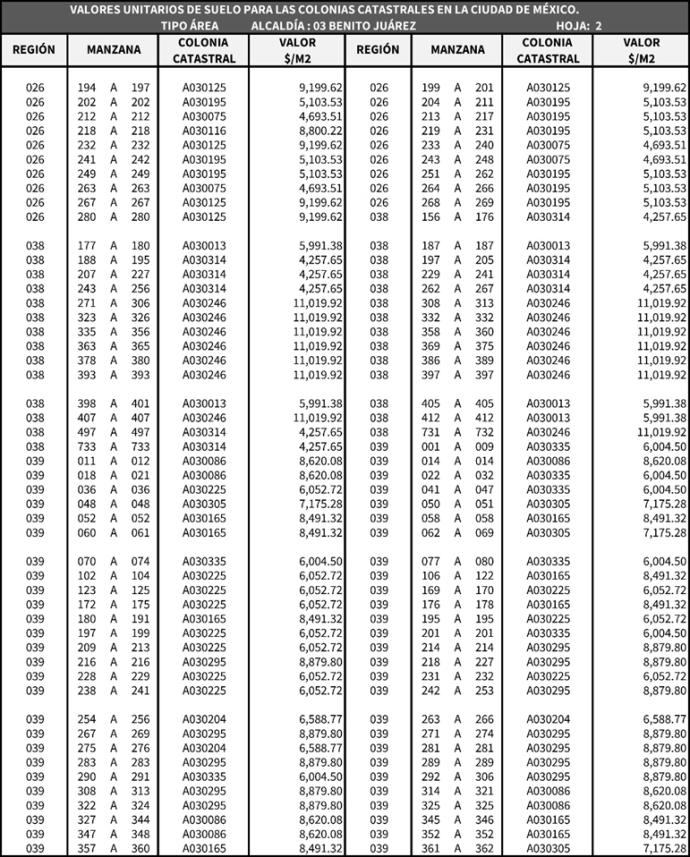 VALORES UNITARIOS DE SUELO PARA LAS COLONIAS CATASTRALES EN LA CIUDAD DE MÉXICO.
TIPO ÁREA ALCALDÍA : 03 BENITO JUÁREZ HOJA: 2
REGIÓN MANZANA COLONIA CATASTRAL VALOR $/M2 REGIÓN MANZANA COLONIA CATASTRAL VALOR $/M2
026 194 A 197 A030125 9,199.62 026 199 A 201 A030125 9,199.62
026 202 A 202 A030195 5,103.53 026 204 A 211 A030195 5,103.53
026 212 A 212 A030075 4,693.51 026 213 A 217 A030195 5,103.53
026 218 A 218 A030116 8,800.22 026 219 A 231 A030195 5,103.53
026 232 A 232 A030125 9,199.62 026 233 A 240 A030075 4,693.51
026 241 A 242 A030195 5,103.53 026 243 A 248 A030075 4,693.51
026 249 A 249 A030195 5,103.53 026 251 A 262 A030195 5,103.53
026 263 A 263 A030075 4,693.51 026 264 A 266 A030195 5,103.53
026 267 A 267 A030125 9,199.62 026 268 A 269 A030195 5,103.53
026 280 A 280 A030125 9,199.62 038 156 A 176 A030314 4,257.65
038 177 A 180 A030013 5,991.38 038 187 A 187 A030013 5,991.38
038 188 A 195 A030314 4,257.65 038 197 A 205 A030314 4,257.65
038 207 A 227 A030314 4,257.65 038 229 A 241 A030314 4,257.65
038 243 A 256 A030314 4,257.65 038 262 A 267 A030314 4,257.65
038 271 A 306 A030246 11,019.92 038 308 A 313 A030246 11,019.92
038 323 A 326 A030246 11,019.92 038 332 A 332 A030246 11,019.92
038 335 A 356 A030246 11,019.92 038 358 A 360 A030246 11,019.92
038 363 A 365 A030246 11,019.92 038 369 A 375 A030246 11,019.92
038 378 A 380 A030246 11,019.92 038 386 A 389 A030246 11,019.92
038 393 A 393 A030246 11,019.92 038 397 A 397 A030246 11,019.92
038 398 A 401 A030013 5,991.38 038 405 A 405 A030013 5,991.38
038 407 A 407 A030246 11,019.92 038 412 A 412 A030013 5,991.38
038 497 A 497 A030314 4,257.65 038 731 A 732 A030246 11,019.92
038 733 A 733 A030314 4,257.65 039 001 A 009 A030335 6,004.50
039 011 A 012 A030086 8,620.08 039 014 A 014 A030086 8,620.08
039 018 A 021 A030086 8,620.08 039 022 A 032 A030335 6,004.50
039 036 A 036 A030225 6,052.72 039 041 A 047 A030335 6,004.50
039 048 A 048 A030305 7,175.28 039 050 A 051 A030305 7,175.28
039 052 A 052 A030165 8,491.32 039 058 A 058 A030165 8,491.32
039 060 A 061 A030165 8,491.32 039 062 A 069 A030305 7,175.28
039 070 A 074 A030335 6,004.50 039 077 A 080 A030335 6,004.50
039 102 A 104 A030225 6,052.72 039 106 A 122 A030165 8,491.32
039 123 A 125 A030225 6,052.72 039 169 A 170 A030225 6,052.72
039 172 A 175 A030225 6,052.72 039 176 A 178 A030165 8,491.32
039 180 A 191 A030165 8,491.32 039 195 A 195 A030225 6,052.72
039 197 A 199 A030225 6,052.72 039 201 A 201 A030335 6,004.50
039 209 A 213 A030225 6,052.72 039 214 A 214 A030295 8,879.80
039 216 A 216 A030295 8,879.80 039 218 A 227 A030295 8,879.80
039 228 A 229 A030225 6,052.72 039 231 A 232 A030225 6,052.72
039 238 A 241 A030225 6,052.72 039 242 A 253 A030295 8,879.80
039 254 A 256 A030204 6,588.77 039 263 A 266 A030204 6,588.77
039 267 A 269 A030295 8,879.80 039 271 A 274 A030295 8,879.80
039 275 A 276 A030204 6,588.77 039 281 A 281 A030295 8,879.80
039 283 A 283 A030295 8,879.80 039 289 A 289 A030295 8,879.80
039 290 A 291 A030335 6,004.50 039 292 A 306 A030295 8,879.80
039 308 A 313 A030295 8,879.80 039 314 A 321 A030086 8,620.08
039 322 A 324 A030295 8,879.80 039 325 A 325 A030086 8,620.08
039 327 A 344 A030086 8,620.08 039 345 A 346 A030165 8,491.32
039 347 A 348 A030086 8,620.08 039 352 A 352 A030165 8,491.32
039 357 A 360 A030165 8,491.32 039 361 A 362 A030305 7,175.28